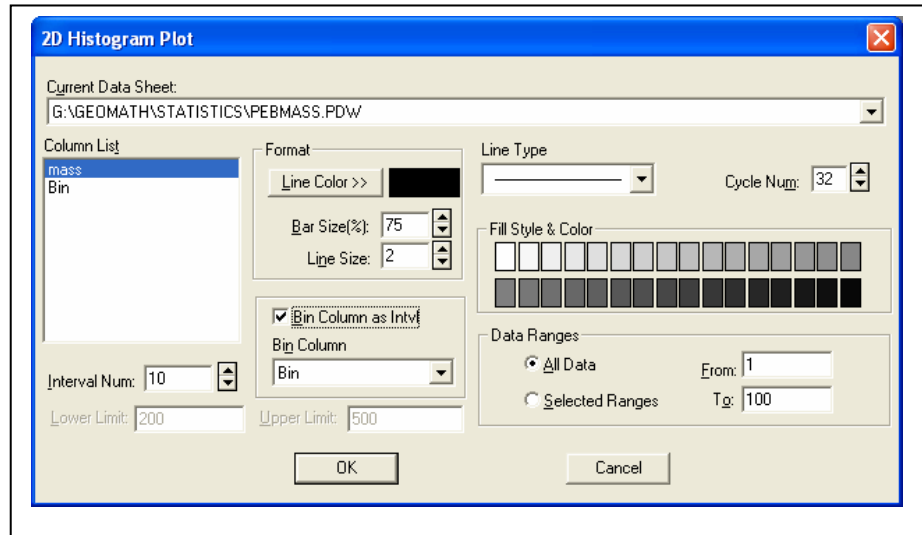 2D Histogram Plot
Current Data Sheet:
G:\GEOMATH\STATISTICS\PEBMASS.PDW
Column List
mass
Bin
Format
Line Color >>
Bar Size(%): 75
Line Size: 2
Line Type
Cycle Num: 32
Fill Style & Color
Bin Column as Intvl
Bin Column
Bin
Interval Num: 10
Lower Limit: 200
Upper Limit: 500
Data Ranges
All Data
From: 1
Selected Ranges
To: 100
OK
Cancel